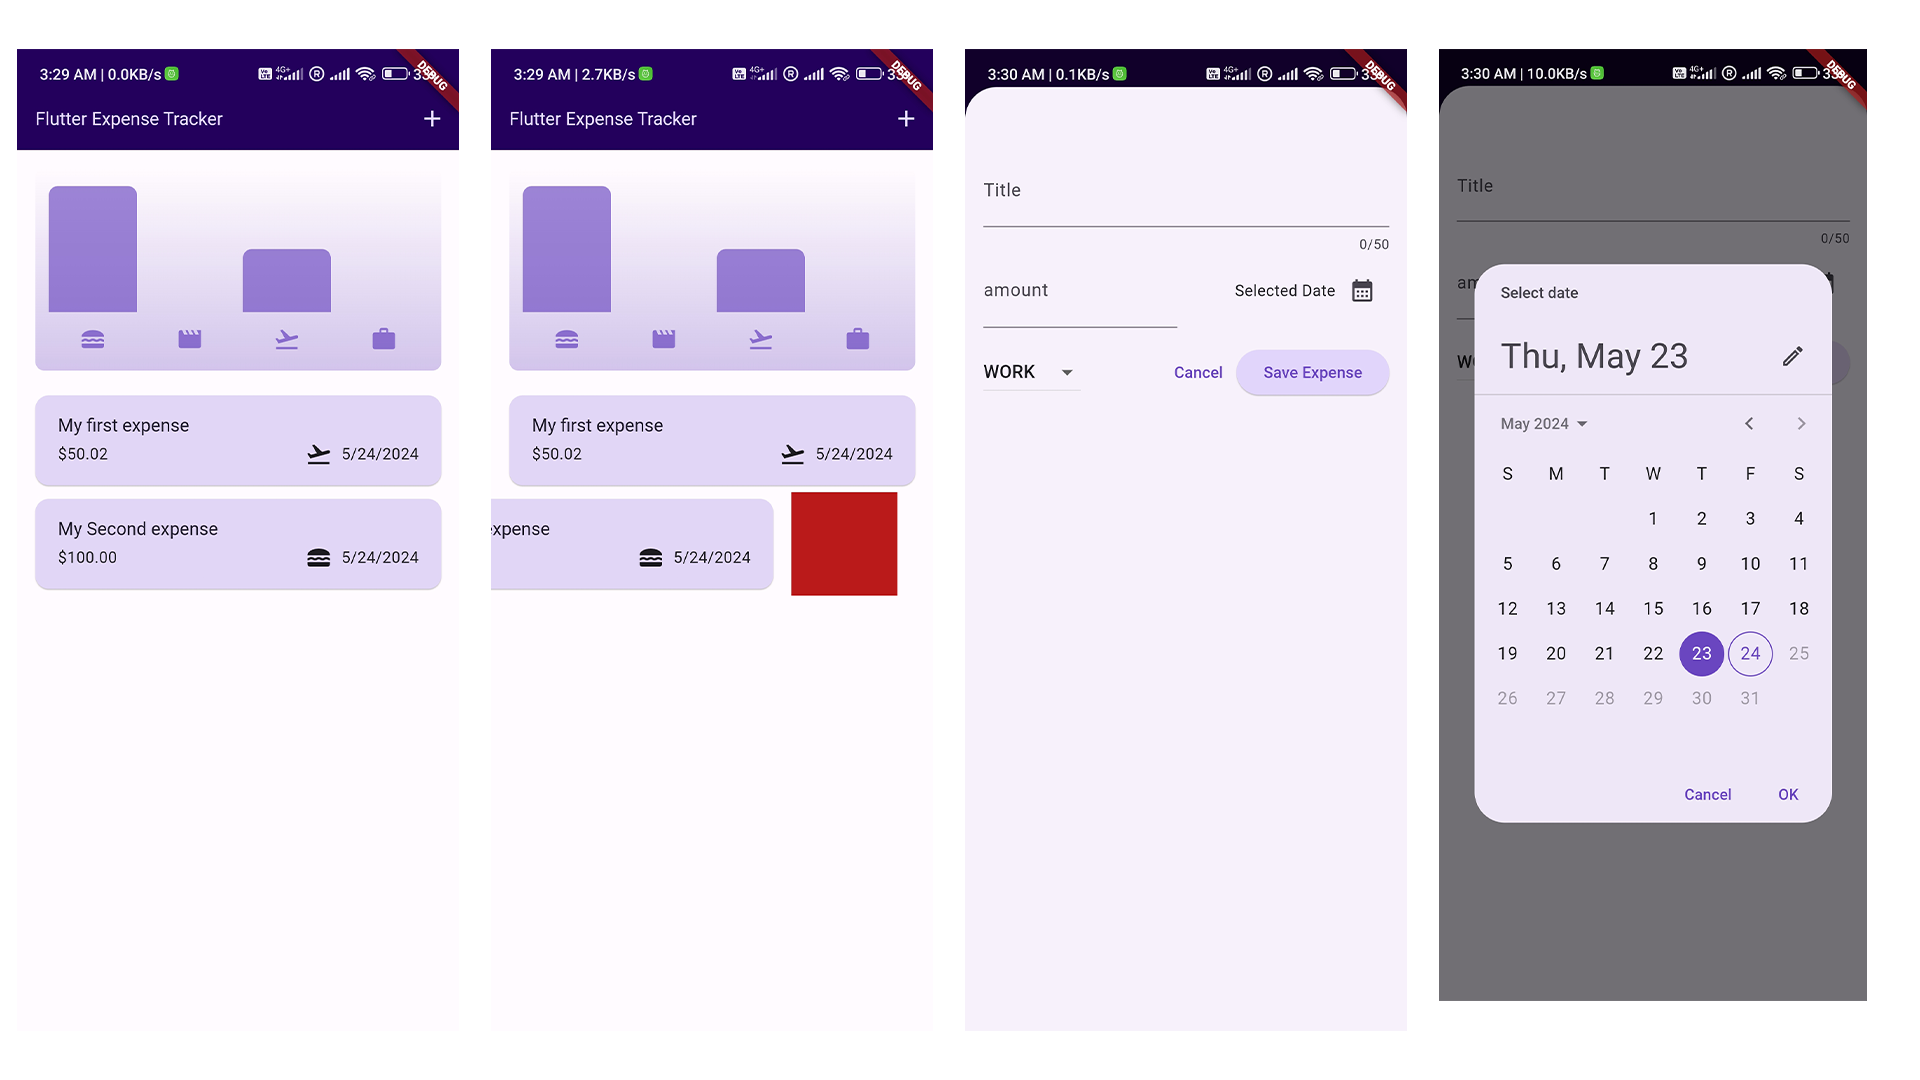 3:29 AM | 0.0KB/s
4G+
R
DEBUG
Flutter Expense Tracker
+
My first expense
$50.02
5/24/2024
My Second expense
$100.00
5/24/2024
3:29 AM | 2.7KB/s
4G+
R
DEBUG
Flutter Expense Tracker
+
My first expense
$50.02
5/24/2024
xpense
5/24/2024
3:30 AM | 0.1KB/s
4G+
R
DEBUG
Title
0/50
amount
Selected Date
WORK
Cancel
Save Expense
3:30 AM | 10.0KB/s
4G+
R
DEBUG
Title
0/50
Select date
Thu, May 23
May 2024
S M T W T F S
1 2 3 4
5 6 7 8 9 10 11
12 13 14 15 16 17 18
19 20 21 22 23 24 25
26 27 28 29 30 31
Cancel OK